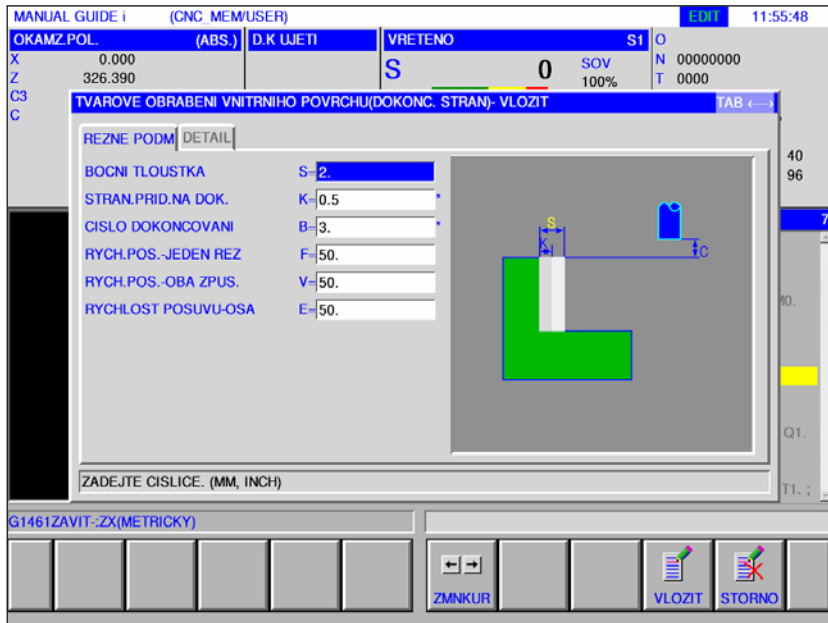 MANUAL GUIDE i (CNC_MEM/USER) EDIT 11:55:48
OKAMZ.POL. (ABS.) D.K UJETI VRETENO S1 O
X 0.000 N 00000000
Z 326.390 S 0 SOV 100% T 0000
C3
C
TVAROVE OBRABENI VNITRNIHO POVRCHU(DOKONC. STRAN)- VLOZIT TAB ←→
REZNE PODM DETAIL
BOCNI TLOUSTKA S=2.
STRAN.PRID.NA DOK. K=0.5 *
CISLO DOKONCOVANI B=3. *
RYCH.POS.-JEDEN REZ F=50.
RYCH.POS.-OBA ZPUS. V=50.
RYCHLOST POSUVU-OSA E=50.
S
K
C
40
96
7
Q1.
T1. ;
ZADEJTE CISLICE. (MM, INCH)
G1461ZAVIT-:ZX(METRICKY)
← →
ZMNKUR VLOZIT STORNO